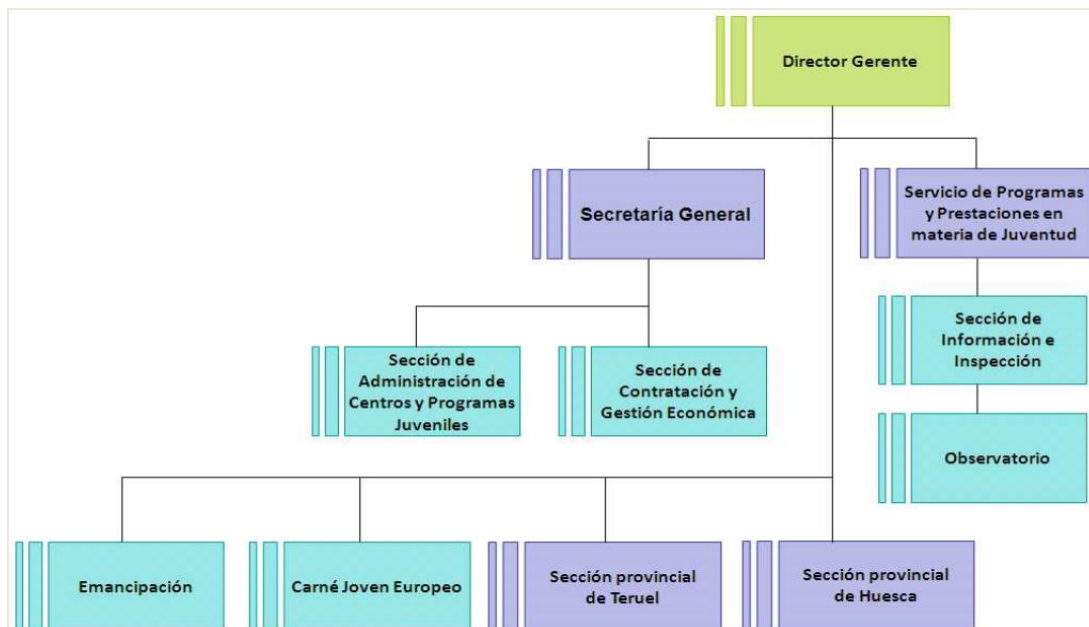 Director Gerente
Secretaría General
Servicio de Programas
y Prestaciones en
materia de Juventud
Sección de
Administración de
Centros y Programas
Juveniles
Sección de
Contratación y
Gestión Económica
Sección de
Información e
Inspección
Observatorio
Emancipación
Carné Joven Europeo
Sección provincial
de Teruel
Sección provincial
de Huesca